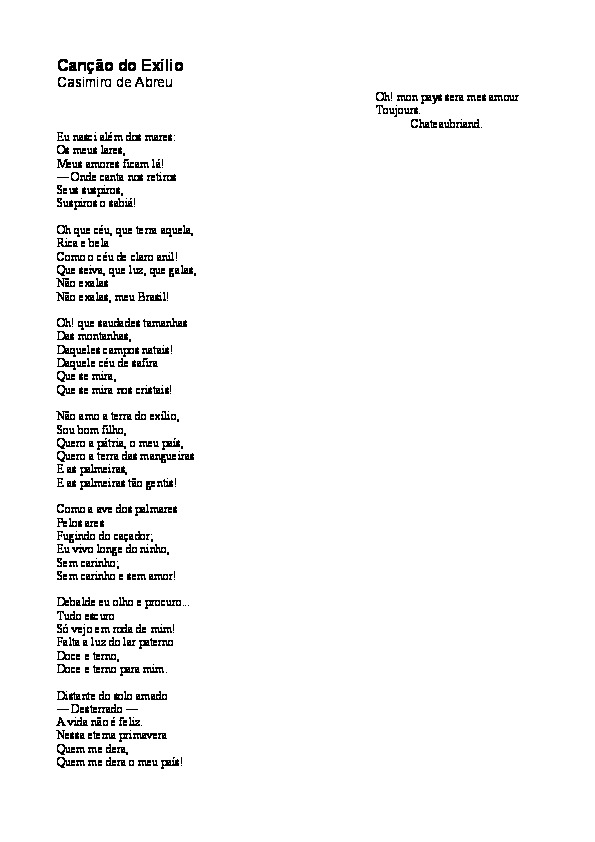 Canção do Exílio
Casimiro de Abreu
Oh! mon pays sera mes amour
Toujours.
Chateaubriand.
Eu nasci além dos mares:
Os meus lares,
Meus amores ficam lá!
— Onde canta nos retiros
Seus suspiros,
Suspiros o sabiá!
Oh que céu, que terra aquela,
Rica e bela
Como o céu de claro anil!
Que seiva, que luz, que galas,
Não exalas
Não exalas, meu Brasil!
Oh! que saudades tamanhas
Das montanhas,
Daqueles campos natais!
Daquele céu de safira
Que se mira,
Que se mira nos cristais!
Não amo a terra do exílio,
Sou bom filho,
Quero a pátria, o meu país,
Quero a terra das mangueiras
E as palmeiras,
E as palmeiras tão gentis!
Como a ave dos palmares
Pelos ares
Fugindo do caçador;
Eu vivo longe do ninho,
Sem carinho;
Sem carinho e sem amor!
Debalde eu olho e procuro...
Tudo escuro
Só vejo em roda de mim!
Falta a luz do lar paterno
Doce e terno,
Doce e terno para mim.
Distante do solo amado
— Desterrado —
A vida não é feliz.
Nessa eterna primavera
Quem me dera,
Quem me dera o meu país!